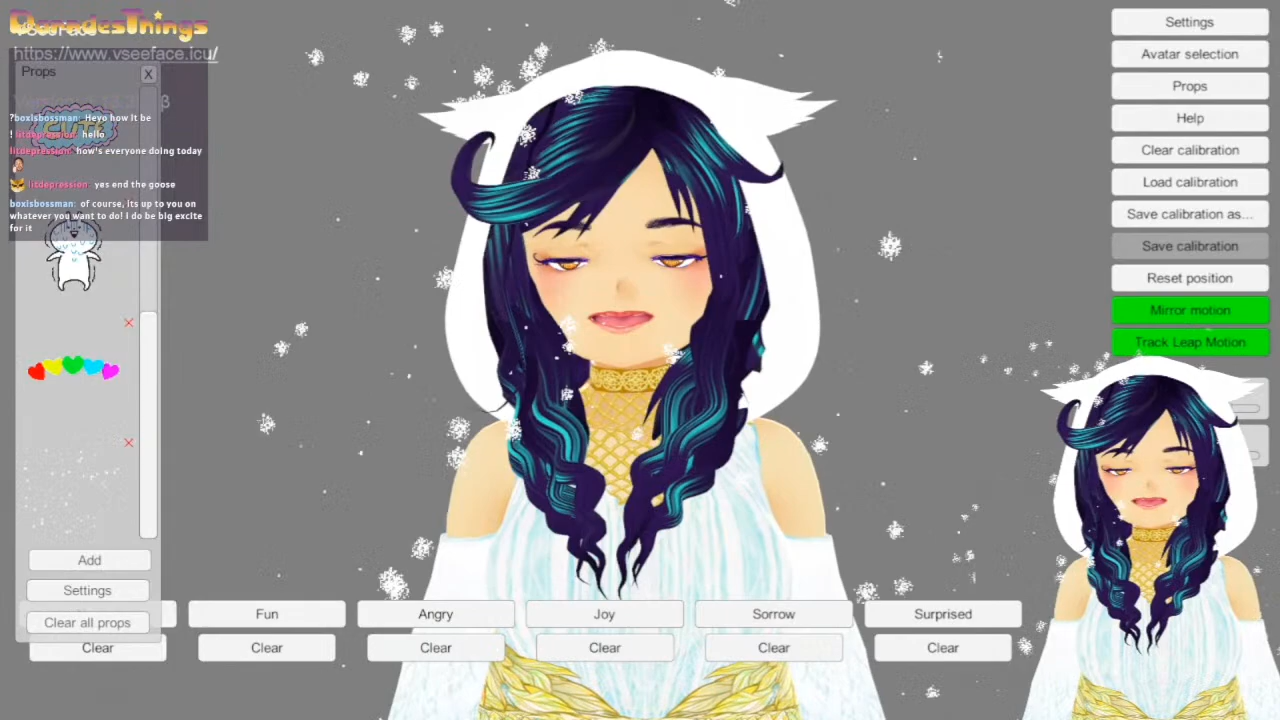 https://www.vseeface.icu/
Props
X
CUTE
?boxisbossman: Heyo how it be
! litdepression: hello
litdepression: how's everyone doing today
litdepression: yes end the goose
boxisbossman: of course, its up to you on
whatever you want to do! I do be big excite
for it
Add
Settings
Clear all props
Fun
Angry
Joy
Sorrow
Surprised
Clear
Clear
Clear
Clear
Clear
Clear
Settings
Avatar selection
Props
Help
Clear calibration
Load calibration
Save calibration as...
Save calibration
Reset position
Mirror motion
Track Leap Motion